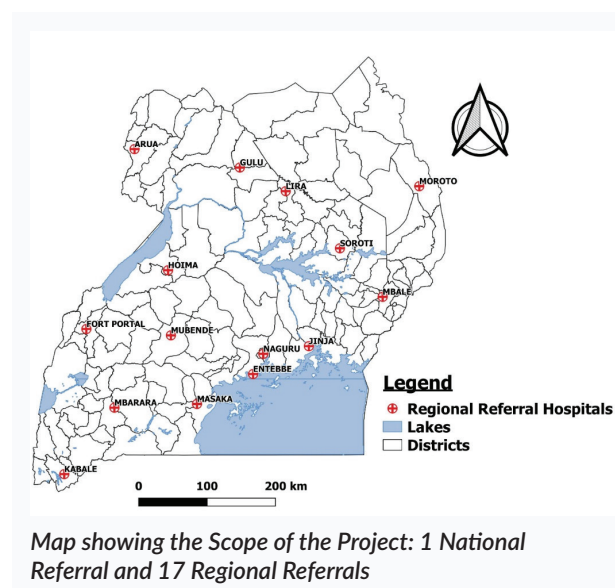 ARUA
GULU
LIRA
MOROTO
SOROTI
HOIMA
MBALE
FORT PORTAL
MUBENDE
NAGURU
JINJA
ENTEBBE
MBARARA
MASAKA
KABALE
Legend
Regional Referral Hospitals
Lakes
Districts
0 100 200 km
Map showing the Scope of the Project: 1 National
Referral and 17 Regional Referrals